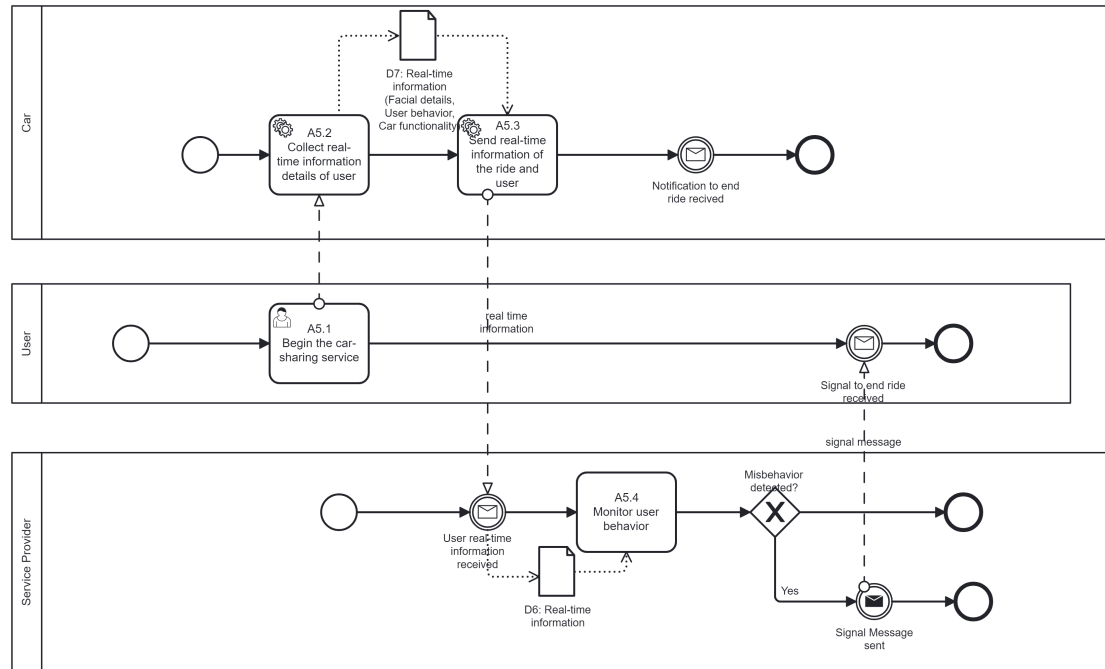 Car
D7: Real-time
information
(Facial details,
User behavior,
Car functionality)
A5.2
Collect real-
time information
details of user
A5.3
Send real-time
information of
the ride and
user
Notification to end
ride recived
User
A5.1
Begin the car-
sharing service
real time
information
Signal to end ride
received
signal message
Service Provider
User real-time
information
received
A5.4
Monitor user
behavior
D6: Real-time
information
Misbehavior
detected?
Yes
Signal Message
sent